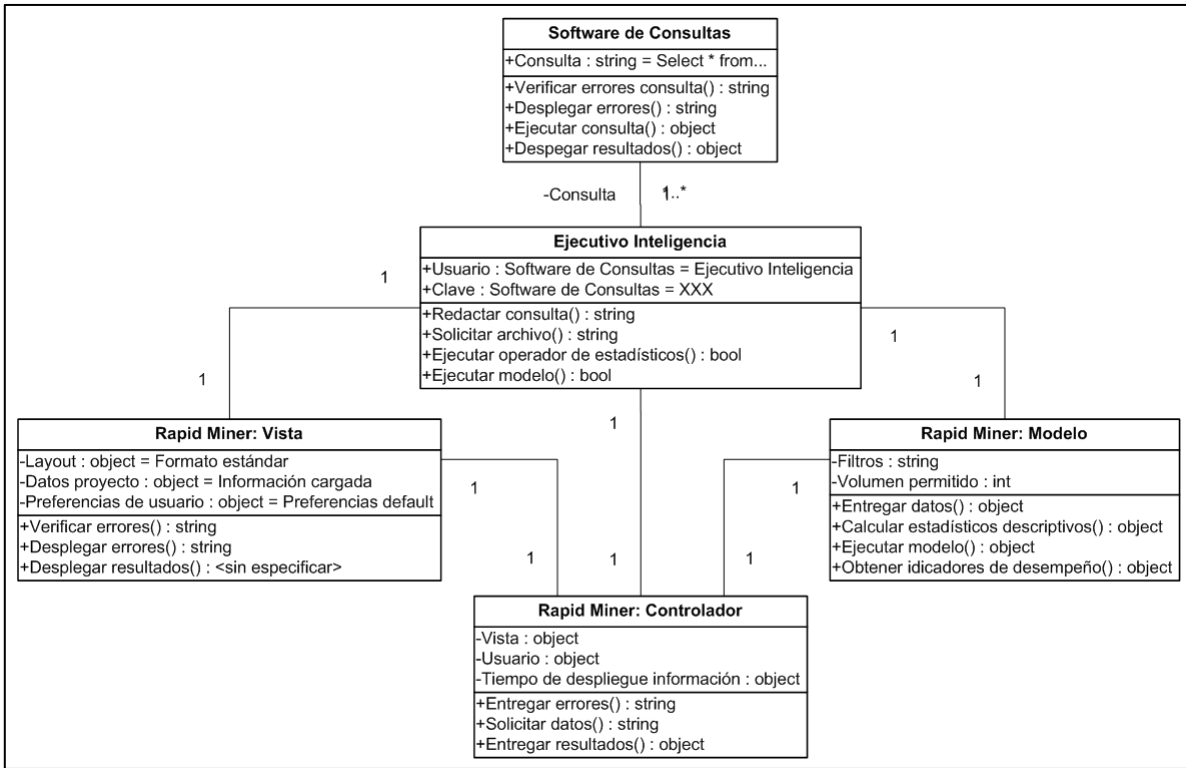 Software de Consultas
+Consulta : string = Select * from...
+Verificar errores consulta() : string
+Desplegar errores() : string
+Ejecutar consulta() : object
+Despegar resultados() : object
-Consulta
1..*
Ejecutivo Inteligencia
+Usuario : Software de Consultas = Ejecutivo Inteligencia
+Clave : Software de Consultas = XXX
+Redactar consulta() : string
+Solicitar archivo() : string
+Ejecutar operador de estadísticos() : bool
+Ejecutar modelo() : bool
1
1
1
1
1
Rapid Miner: Vista
-Layout : object = Formato estándar
-Datos proyecto : object = Información cargada
-Preferencias de usuario : object = Preferencias default
+Verificar errores() : string
+Desplegar errores() : string
+Desplegar resultados() : <sin especificar>
Rapid Miner: Modelo
-Filtros : string
-Volumen permitido : int
+Entregar datos() : object
+Calcular estadísticos descriptivos() : object
+Ejecutar modelo() : object
+Obtener idicadores de desempeño() : object
1
1
1
1
1
Rapid Miner: Controlador
-Vista : object
-Usuario : object
-Tiempo de despliegue información : object
+Entregar errores() : string
+Solicitar datos() : string
+Entregar resultados() : object